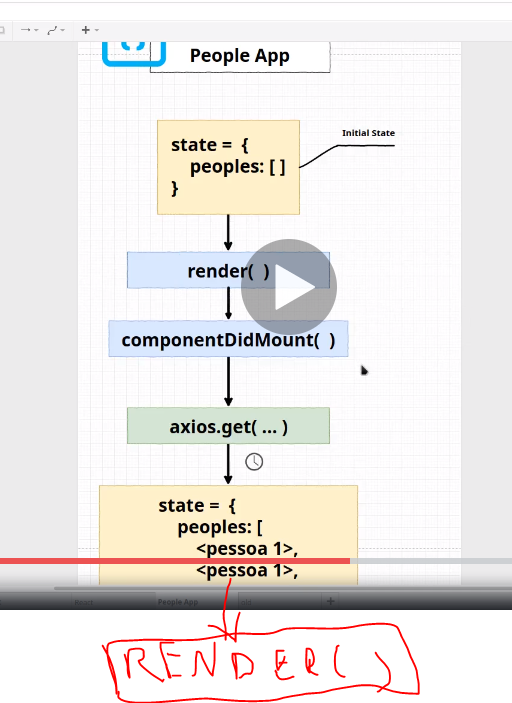 People App
Initial State
state = {
peoples: [ ]
}
render( )
componentDidMount( )
axios.get( ... )
state = {
peoples: [
<pessoa 1>,
<pessoa 1>,
People App
RENDER( )